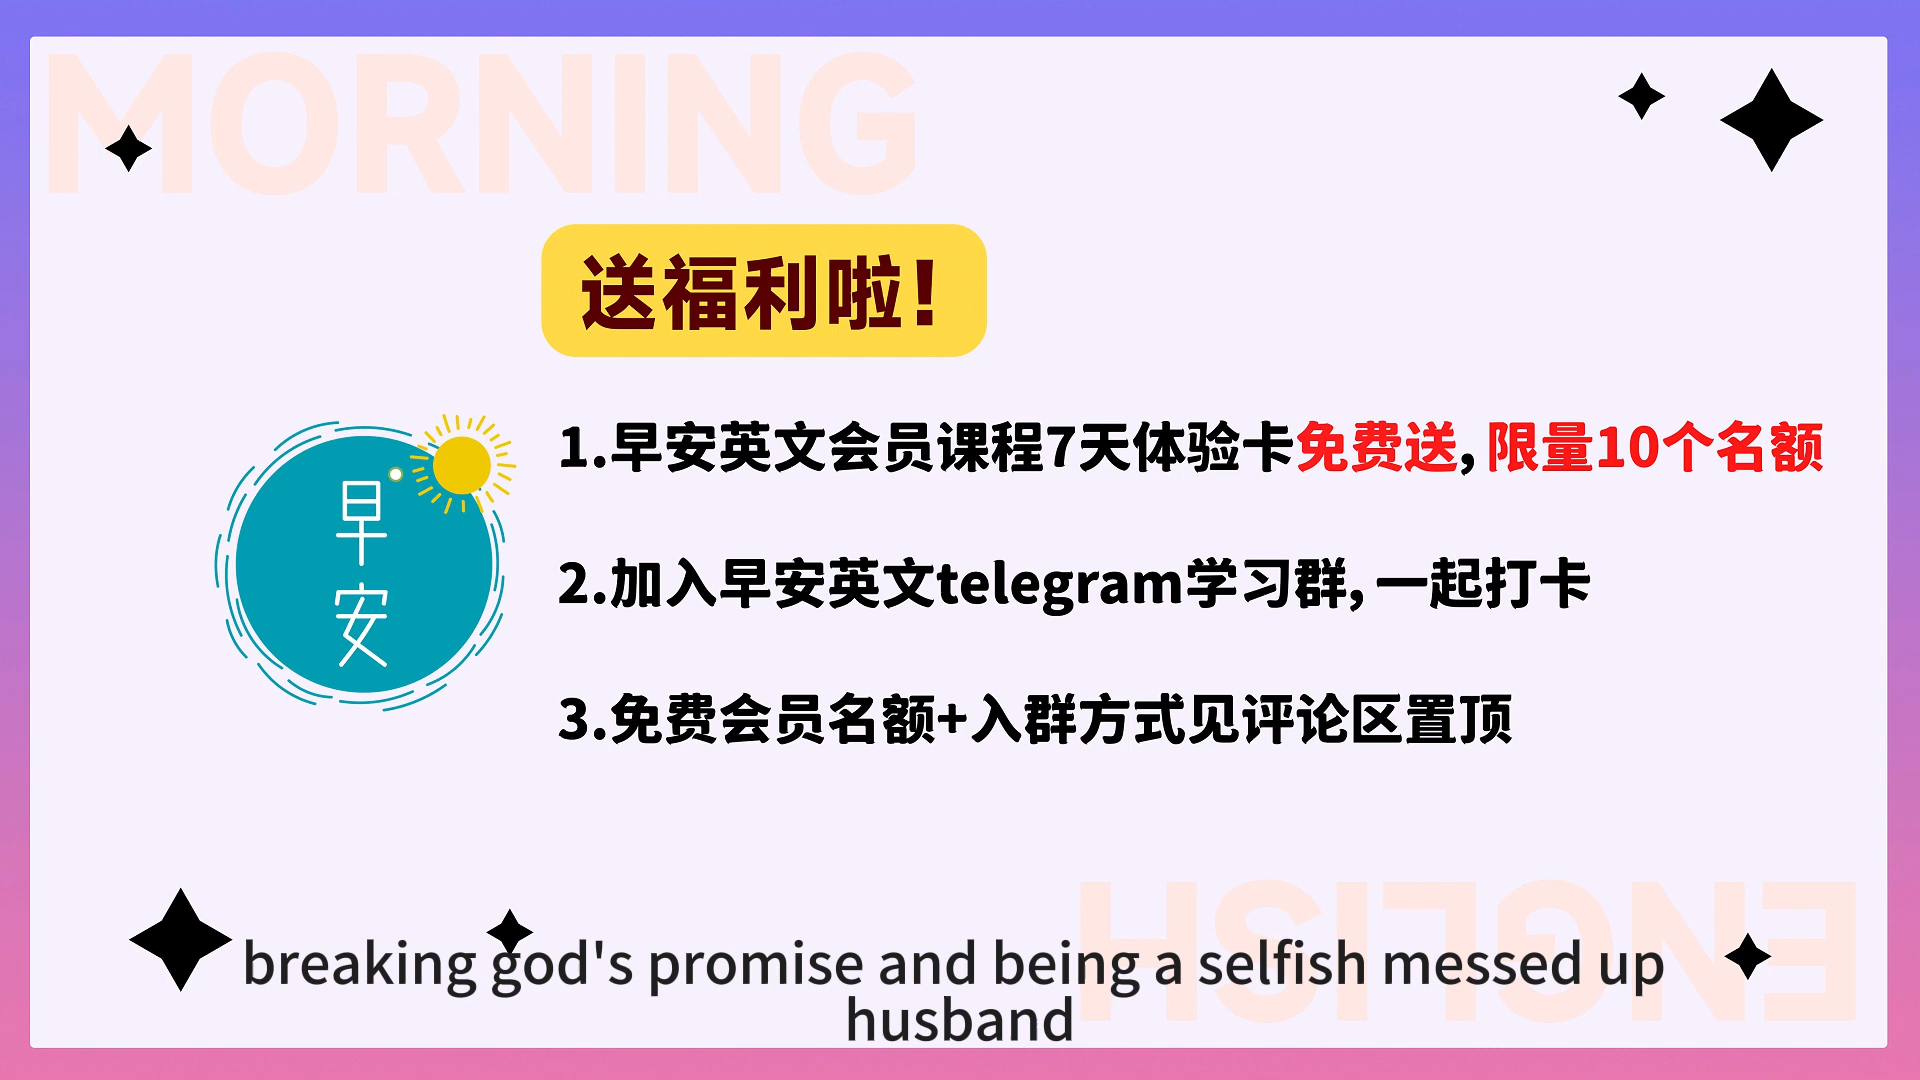 MORNING
送福利啦!
1.早安英文会员课程7天体验卡免费送,限量10个名额
早安
2.加入早安英文telegram学习群,一起打卡
3.免费会员名额+入群方式见评论区置顶
ENGLISH
breaking god's promise and being a selfish messed up
husband